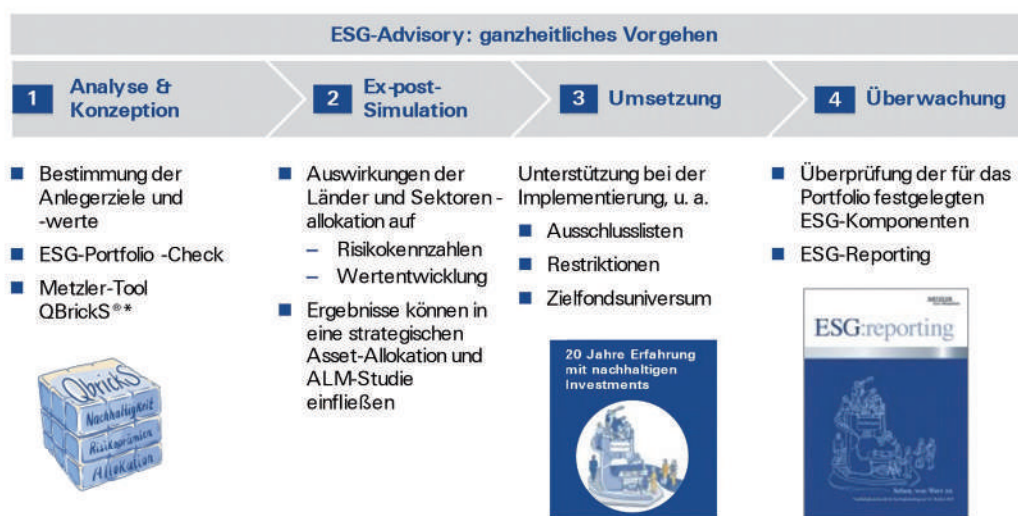 ESG-Advisory: ganzheitliches Vorgehen
1 Analyse &
Konzeption
2 Ex-post-
Simulation
3 Umsetzung
4 Überwachung
Bestimmung der
Anlegerziele und
-werte
ESG-Portfolio -Check
Metzler-Tool
QBrickS®*
QbrickS
Nachhaltigkeit
Risikoprämien
Allokation
Auswirkungen der
Länder und Sektoren -
allokation auf
– Risikokennzahlen
– Wertentwicklung
Ergebnisse können in
eine strategischen
Asset-Allokation und
ALM-Studie
einfließen
Unterstützung bei der
Implementierung, u. a.
Ausschlusslisten
Restriktionen
Zielfondsuniversum
20 Jahre Erfahrung
mit nachhaltigen
Investments
Überprüfung der für das
Portfolio festgelegten
ESG-Komponenten
ESG-Reporting
ESG:reporting